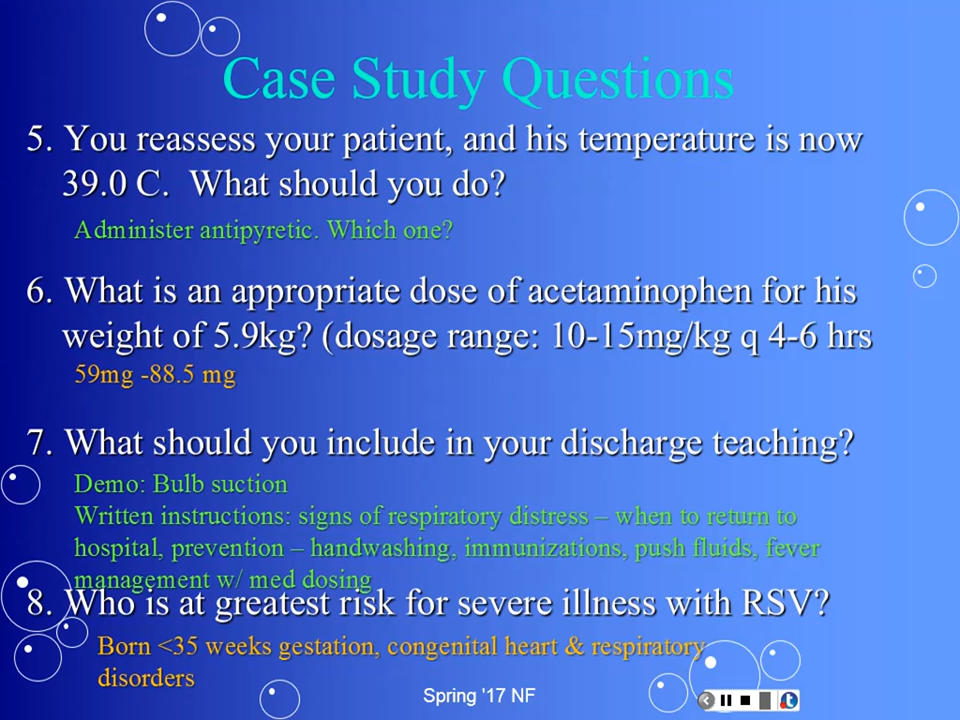 Case Study Questions
5. You reassess your patient, and his temperature is now
39.0 C. What should you do?
Administer antipyretic. Which one?
6. What is an appropriate dose of acetaminophen for his
weight of 5.9kg? (dosage range: 10-15mg/kg q 4-6 hrs
59mg -88.5 mg
7. What should you include in your discharge teaching?
Demo: Bulb suction
Written instructions: signs of respiratory distress – when to return to
hospital, prevention – handwashing, immunizations, push fluids, fever
management w/ med dosing
8. Who is at greatest risk for severe illness with RSV?
Born <35 weeks gestation, congenital heart & respiratory
disorders
Spring '17 NF
t